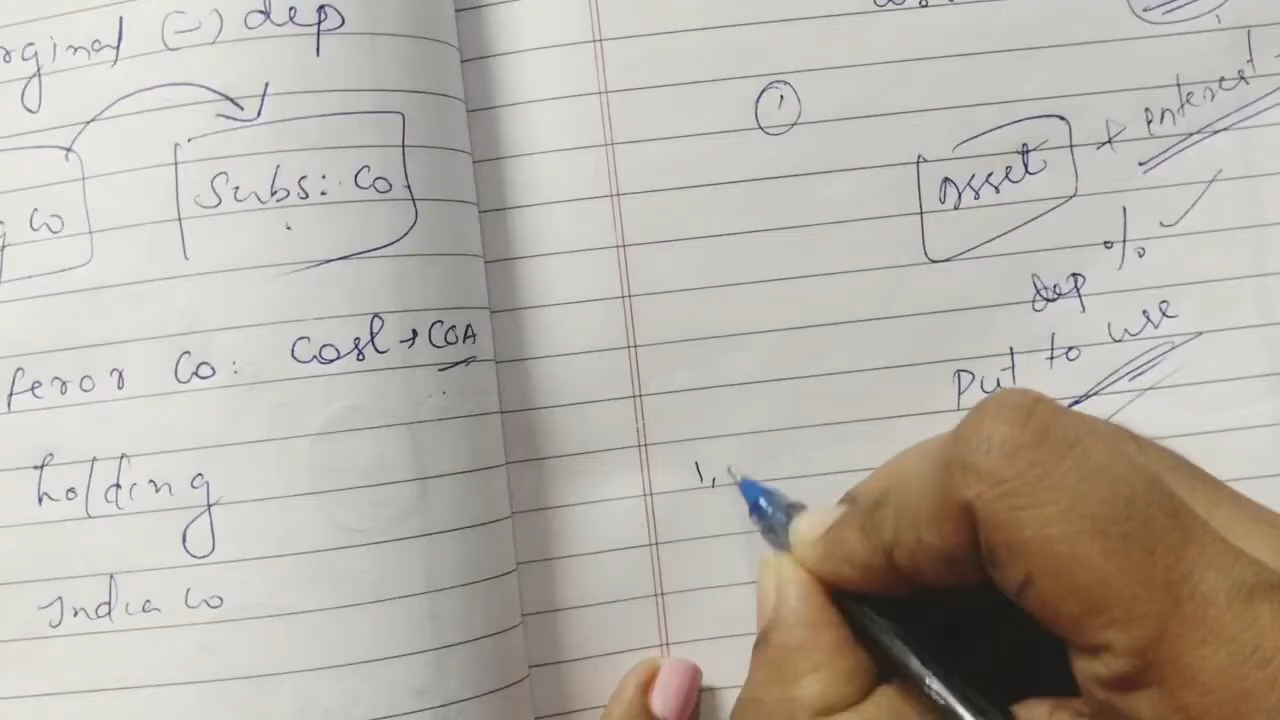 rginal (-) dep
g Co
Subs: Co
feror Co: Cost → COA
holding
India Co
1
Asset + interest
dep %
Put to use
1,